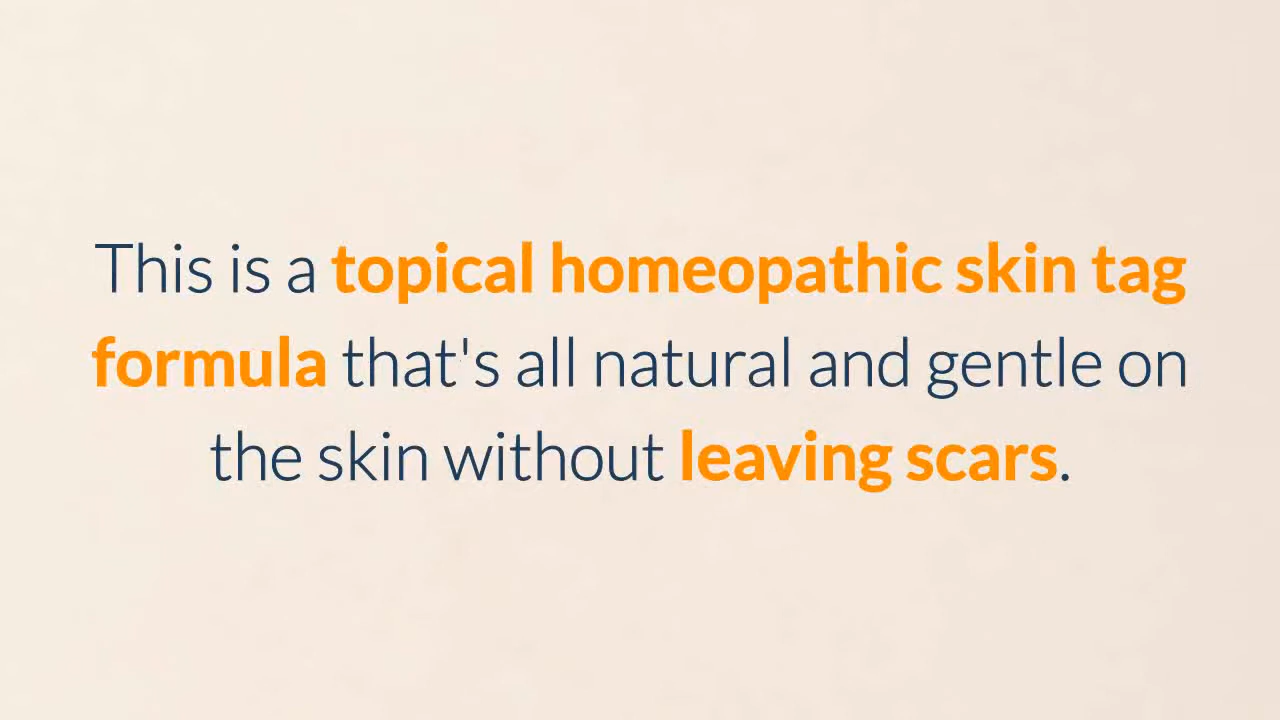 This is a topical homeopathic skin tag
formula that's all natural and gentle on
the skin without leaving scars.